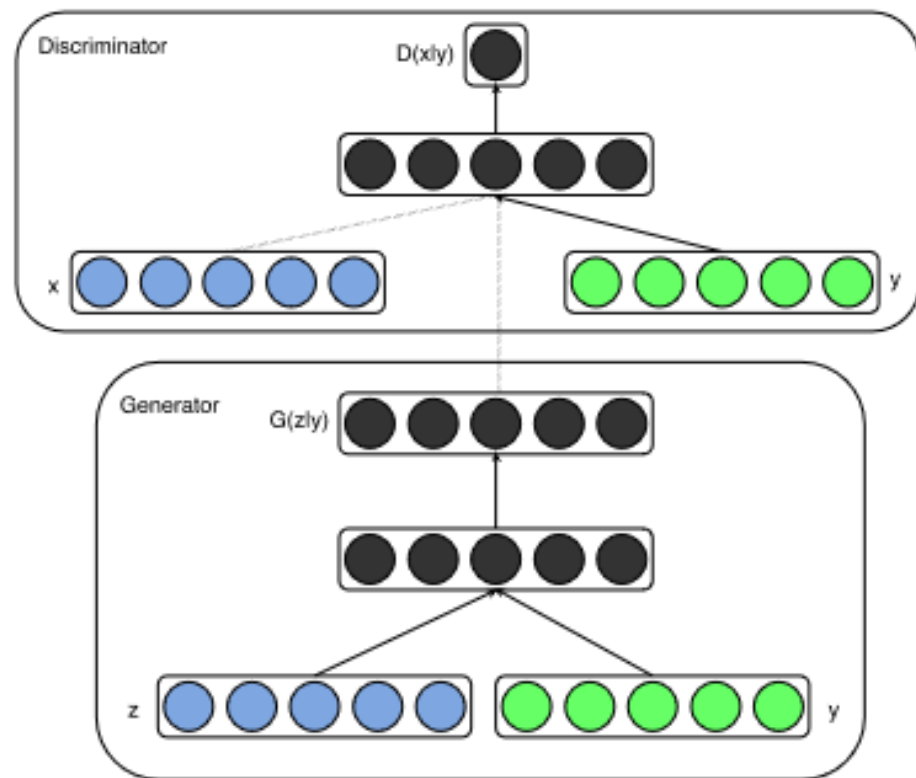 Discriminator
D(x|y)
x
y
Generator
G(z|y)
z
y